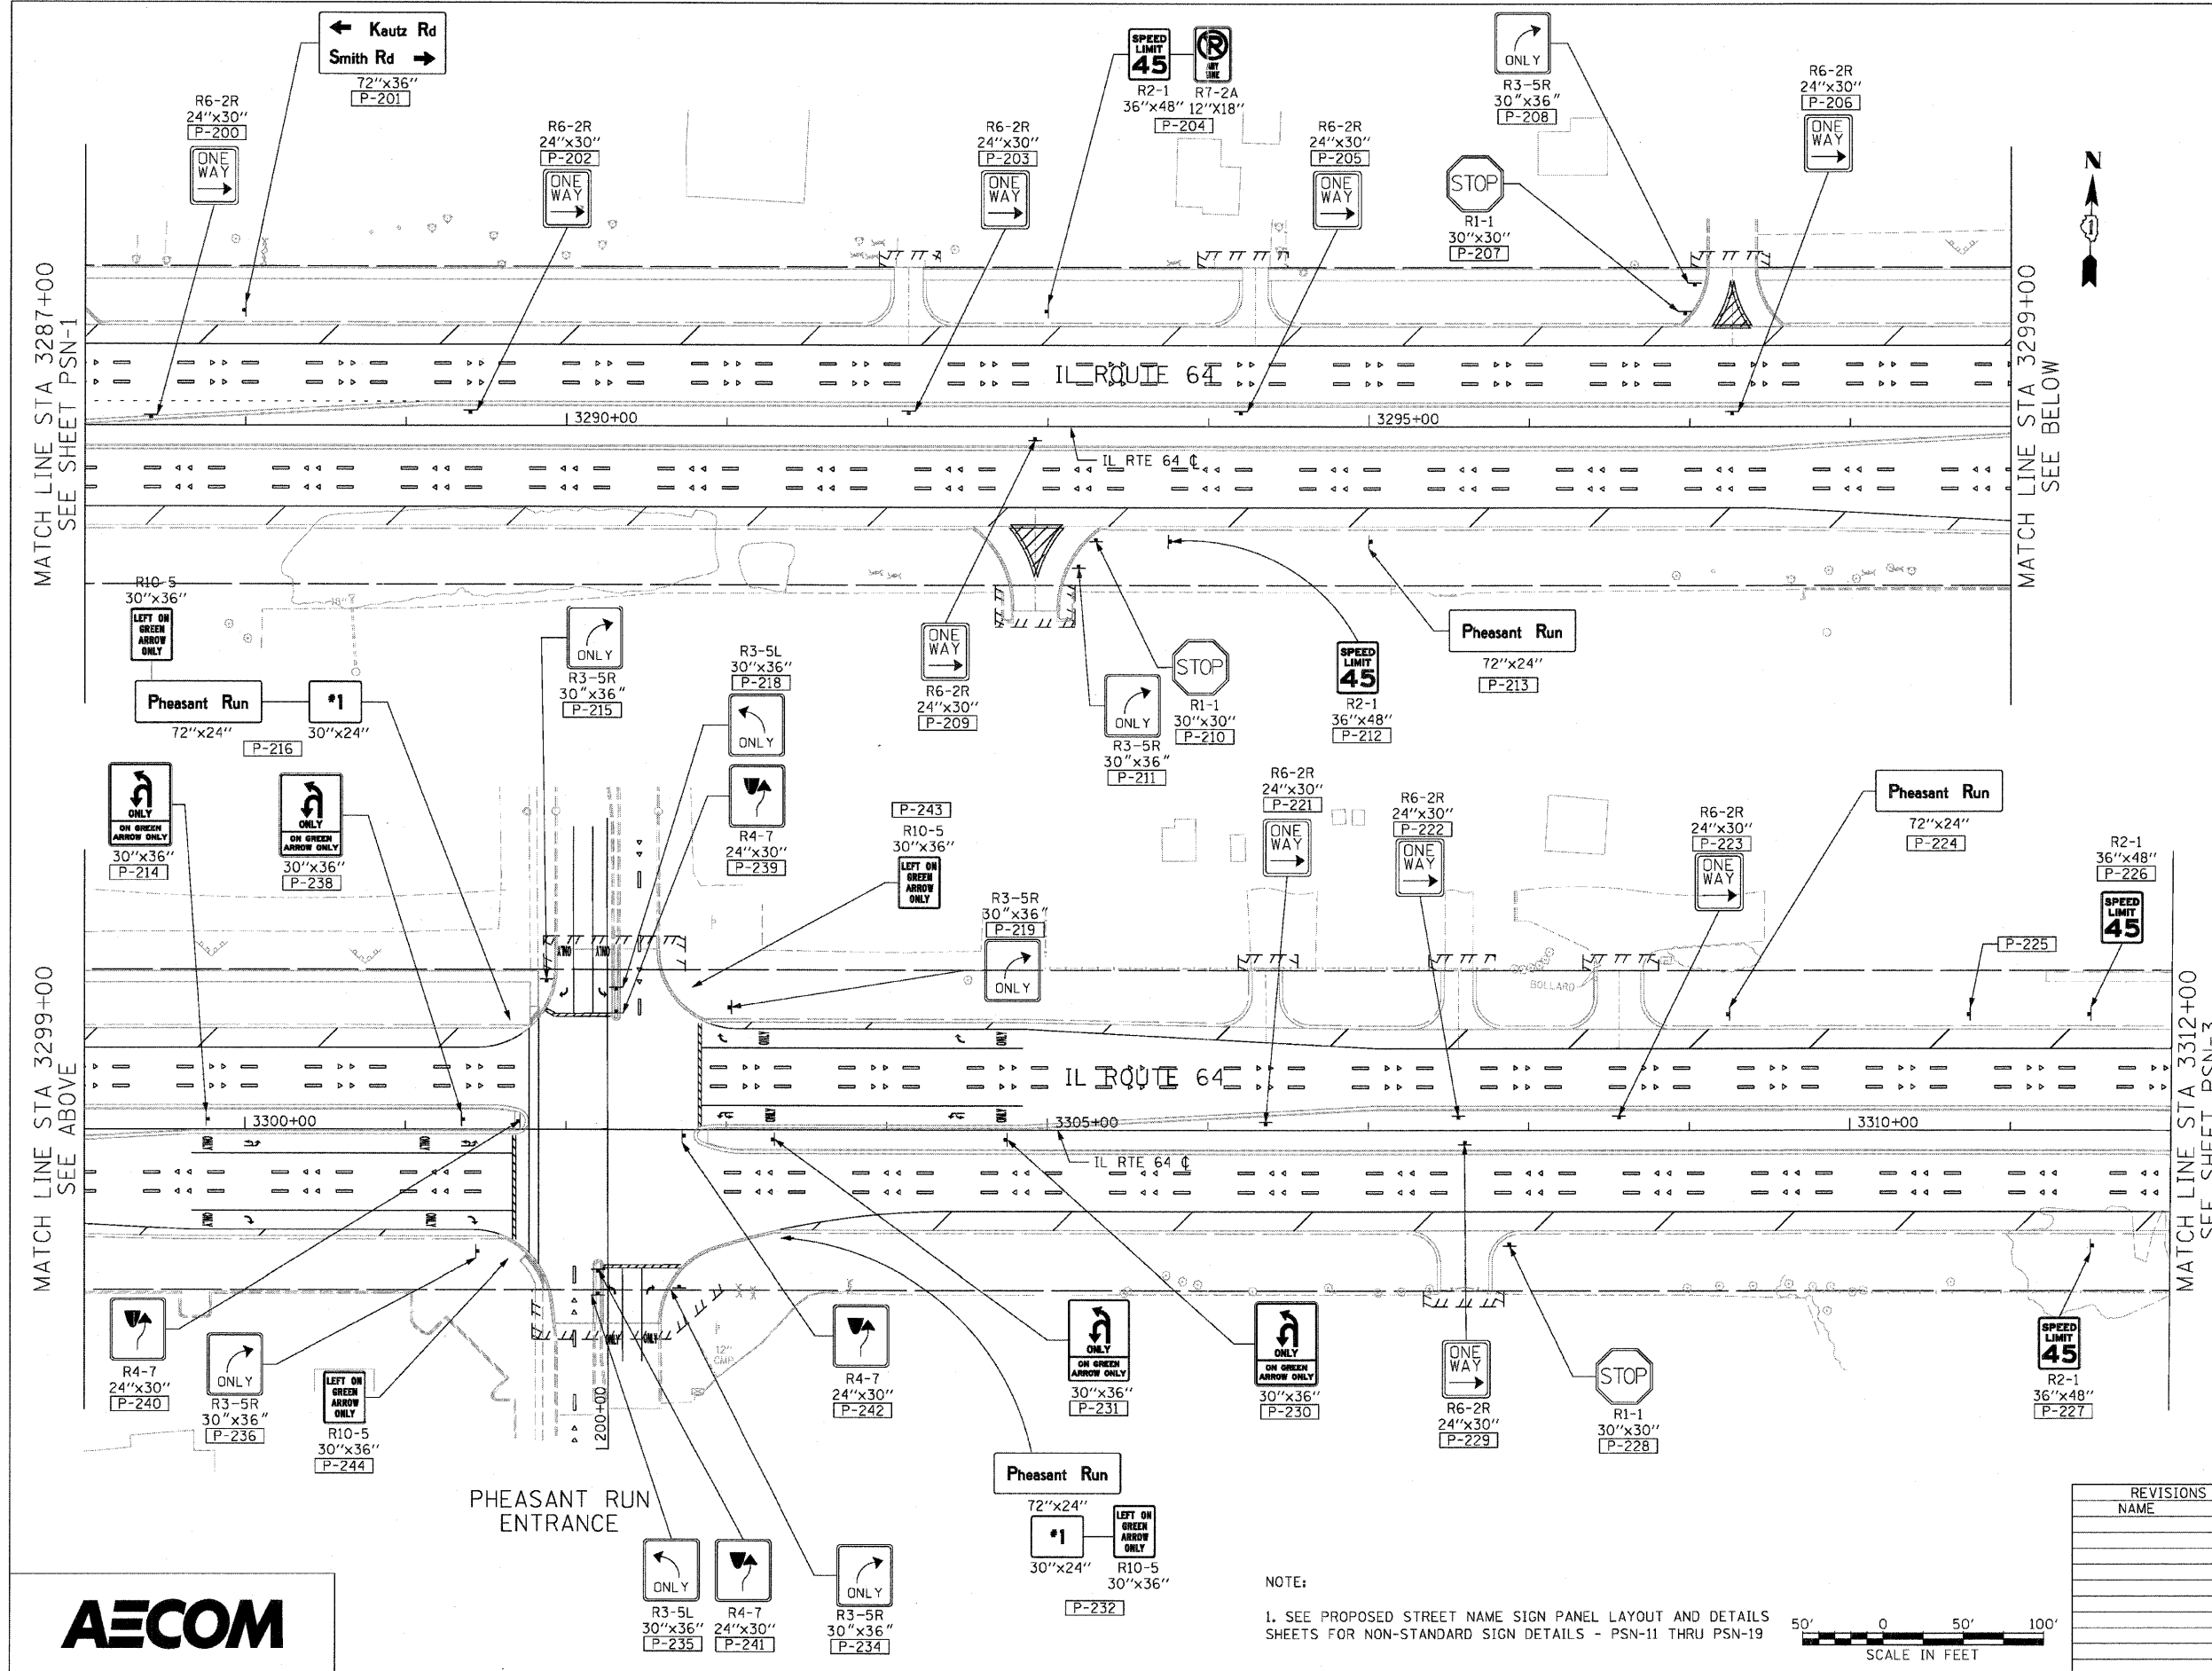 ← Kautz Rd
Smith Rd →
72"x36"
P-201
R6-2R
24"x30"
P-200
ONE
WAY
R6-2R
24"x30"
P-202
ONE
WAY
R6-2R
24"x30"
P-203
ONE
WAY
SPEED
LIMIT
45
R2-1
36"x48"
R7-2A
12"X18"
P-204
R6-2R
24"x30"
P-205
ONE
WAY
ONLY
R3-5R
30"x36"
P-208
STOP
R1-1
30"x30"
P-207
R6-2R
24"x30"
P-206
ONE
WAY
N
MATCH LINE STA 3287+00
SEE SHEET PSN-1
IL ROUTE 64
3290+00
3295+00
IL RTE 64 ℄
MATCH LINE STA 3299+00
SEE BELOW
R10-5
30"x36"
LEFT ON
GREEN
ARROW
ONLY
Pheasant Run
72"x24"
#1
30"x24"
P-216
ONLY
R3-5R
30"x36"
P-215
R3-5L
30"x36"
P-218
ONLY
R4-7
24"x30"
P-239
ONE
WAY
R6-2R
24"x30"
P-209
ONLY
R3-5R
30"x36"
P-211
STOP
R1-1
30"x30"
P-210
SPEED
LIMIT
45
R2-1
36"x48"
P-212
Pheasant Run
72"x24"
P-213
ONLY
ON GREEN
ARROW ONLY
30"x36"
P-214
ONLY
ON GREEN
ARROW ONLY
30"x36"
P-238
P-243
R10-5
30"x36"
LEFT ON
GREEN
ARROW
ONLY
R3-5R
30"x36"
P-219
ONLY
R6-2R
24"x30"
P-221
ONE
WAY
R6-2R
24"x30"
P-222
ONE
WAY
R6-2R
24"x30"
P-223
ONE
WAY
Pheasant Run
72"x24"
P-224
P-225
R2-1
36"x48"
P-226
SPEED
LIMIT
45
BOLLARD
ONLY
ONLY
ONLY
ONLY
ONLY
ONLY
MATCH LINE STA 3299+00
SEE ABOVE
3300+00
IL ROUTE 64
3305+00
3310+00
IL RTE 64 ℄
MATCH LINE STA 3312+00
SEE SHEET PSN-3
ONLY
ONLY
ONLY
ONLY
ONLY
ONLY
12"
CMP
1200+00
R4-7
24"x30"
P-240
ONLY
R3-5R
30"x36"
P-236
LEFT ON
GREEN
ARROW
ONLY
R10-5
30"x36"
P-244
R4-7
24"x30"
P-242
ONLY
ON GREEN
ARROW ONLY
30"x36"
P-231
ONLY
ON GREEN
ARROW ONLY
30"x36"
P-230
ONE
WAY
R6-2R
24"x30"
P-229
STOP
R1-1
30"x30"
P-228
SPEED
LIMIT
45
R2-1
36"x48"
P-227
PHEASANT RUN
ENTRANCE
ONLY
R3-5L
30"x36"
P-235
R4-7
24"x30"
P-241
ONLY
R3-5R
30"x36"
P-234
Pheasant Run
72"x24"
#1
30"x24"
LEFT ON
GREEN
ARROW
ONLY
R10-5
30"x36"
P-232
NOTE:
1. SEE PROPOSED STREET NAME SIGN PANEL LAYOUT AND DETAILS
SHEETS FOR NON-STANDARD SIGN DETAILS - PSN-11 THRU PSN-19
50' 0 50' 100'
SCALE IN FEET
REVISIONS
NAME
AECOM